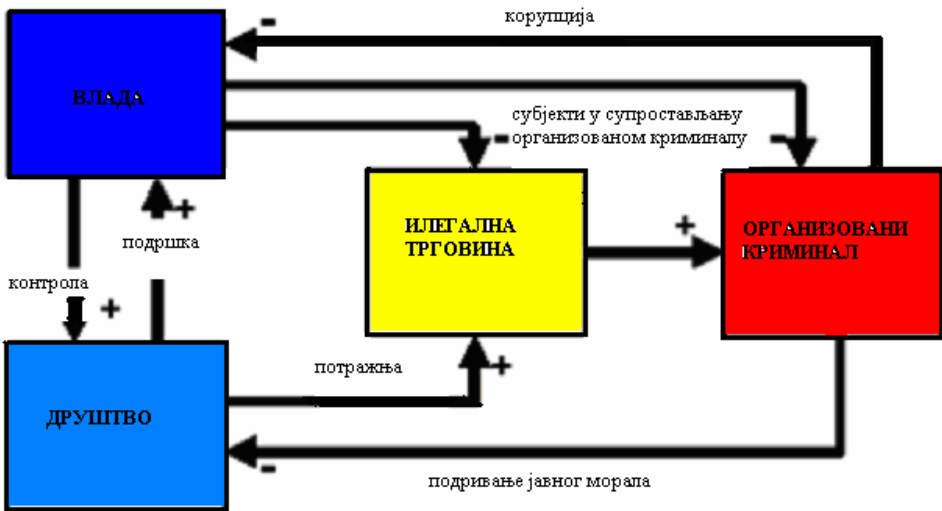 корупција
ВЛАДА
субјекти у супростављању
организованом криминалу
ИЛЕГАЛНА
ТРГОВИНА
ОРГАНИЗОВАНИ
КРИМИНАЛ
подршка
контрола
потражња
ДРУШТВО
подривање јавног морала